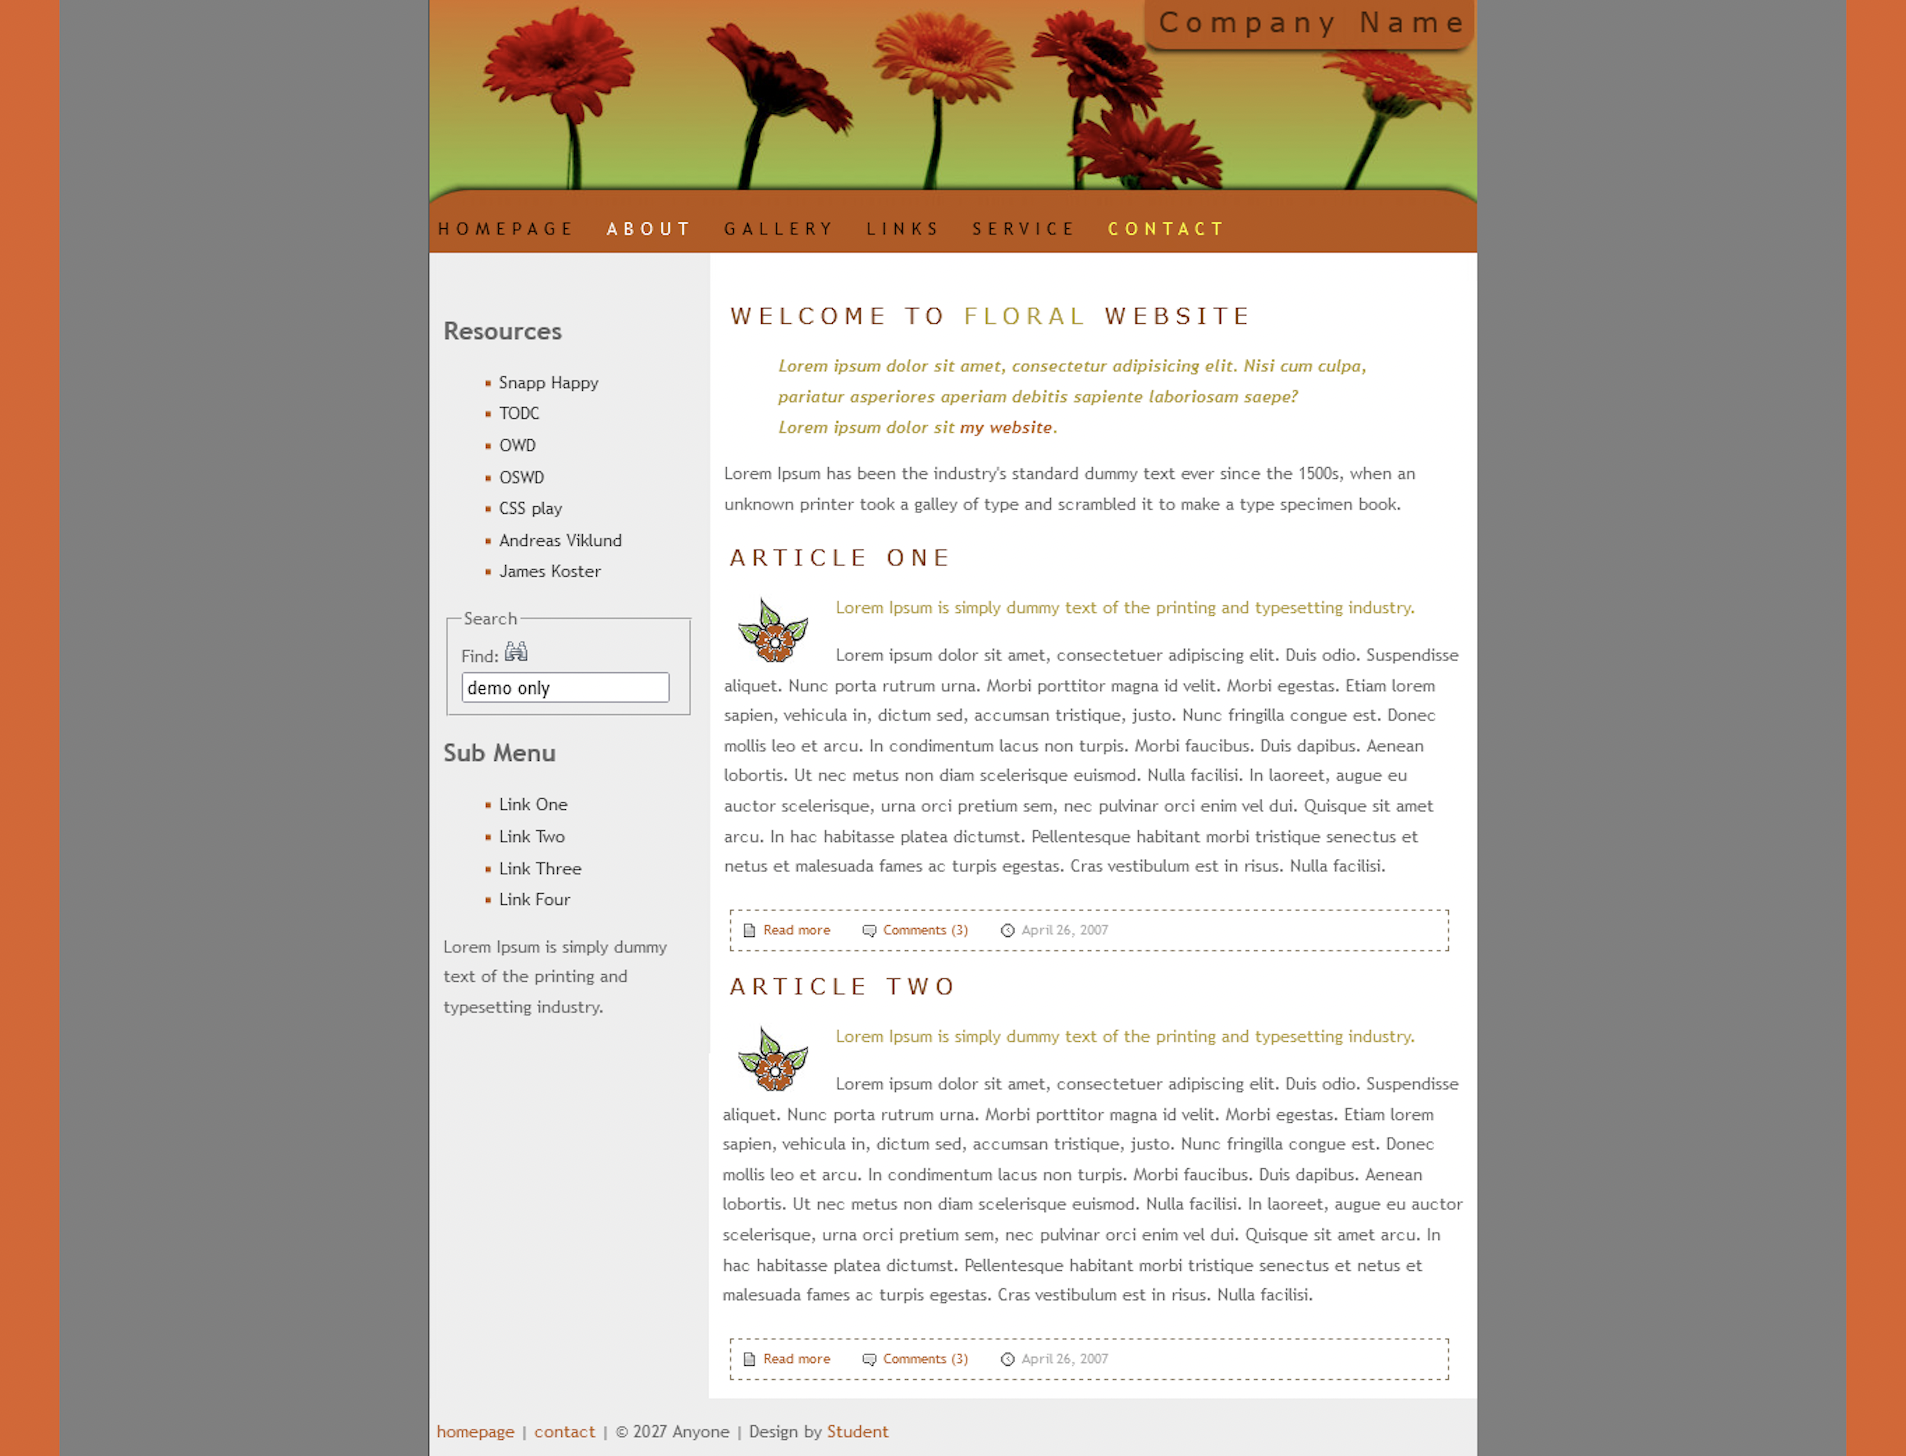 Company Name
HOMEPAGE ABOUT GALLERY LINKS SERVICE CONTACT
Resources
Snapp Happy
TODC
OWD
OSWD
CSS play
Andreas Viklund
James Koster
Search
Find:
demo only
Sub Menu
Link One
Link Two
Link Three
Link Four
Lorem Ipsum is simply dummy
text of the printing and
typesetting industry.
WELCOME TO FLORAL WEBSITE
Lorem ipsum dolor sit amet, consectetur adipisicing elit. Nisi cum culpa,
pariatur asperiores aperiam debitis sapiente laboriosam saepe?
Lorem ipsum dolor sit my website.
Lorem Ipsum has been the industry's standard dummy text ever since the 1500s, when an
unknown printer took a galley of type and scrambled it to make a type specimen book.
ARTICLE ONE
Lorem Ipsum is simply dummy text of the printing and typesetting industry.
Lorem ipsum dolor sit amet, consectetuer adipiscing elit. Duis odio. Suspendisse
aliquet. Nunc porta rutrum urna. Morbi porttitor magna id velit. Morbi egestas. Etiam lorem
sapien, vehicula in, dictum sed, accumsan tristique, justo. Nunc fringilla congue est. Donec
mollis leo et arcu. In condimentum lacus non turpis. Morbi faucibus. Duis dapibus. Aenean
lobortis. Ut nec metus non diam scelerisque euismod. Nulla facilisi. In laoreet, augue eu
auctor scelerisque, urna orci pretium sem, nec pulvinar orci enim vel dui. Quisque sit amet
arcu. In hac habitasse platea dictumst. Pellentesque habitant morbi tristique senectus et
netus et malesuada fames ac turpis egestas. Cras vestibulum est in risus. Nulla facilisi.
Read more Comments (3) April 26, 2007
ARTICLE TWO
Lorem Ipsum is simply dummy text of the printing and typesetting industry.
Lorem ipsum dolor sit amet, consectetuer adipiscing elit. Duis odio. Suspendisse
aliquet. Nunc porta rutrum urna. Morbi porttitor magna id velit. Morbi egestas. Etiam lorem
sapien, vehicula in, dictum sed, accumsan tristique, justo. Nunc fringilla congue est. Donec
mollis leo et arcu. In condimentum lacus non turpis. Morbi faucibus. Duis dapibus. Aenean
lobortis. Ut nec metus non diam scelerisque euismod. Nulla facilisi. In laoreet, augue eu auctor
scelerisque, urna orci pretium sem, nec pulvinar orci enim vel dui. Quisque sit amet arcu. In
hac habitasse platea dictumst. Pellentesque habitant morbi tristique senectus et netus et
malesuada fames ac turpis egestas. Cras vestibulum est in risus. Nulla facilisi.
Read more Comments (3) April 26, 2007
homepage | contact | © 2027 Anyone | Design by Student